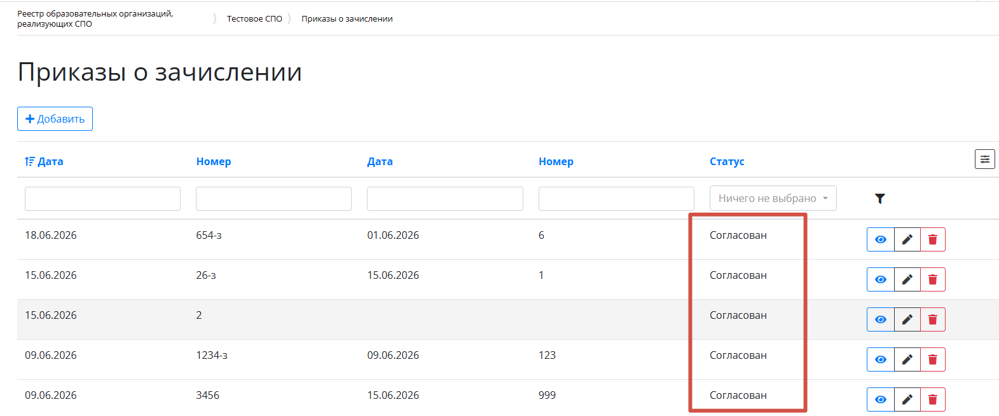 Реестр образовательных организаций,
реализующих СПО
Тестовое СПО
Приказы о зачислении
Приказы о зачислении
Добавить
Дата Номер Дата Номер Статус
Ничего не выбрано
18.06.2026 654-з 01.06.2026 6 Согласован
15.06.2026 26-з 15.06.2026 1 Согласован
15.06.2026 2 Согласован
09.06.2026 1234-з 09.06.2026 123 Согласован
09.06.2026 3456 15.06.2026 999 Согласован